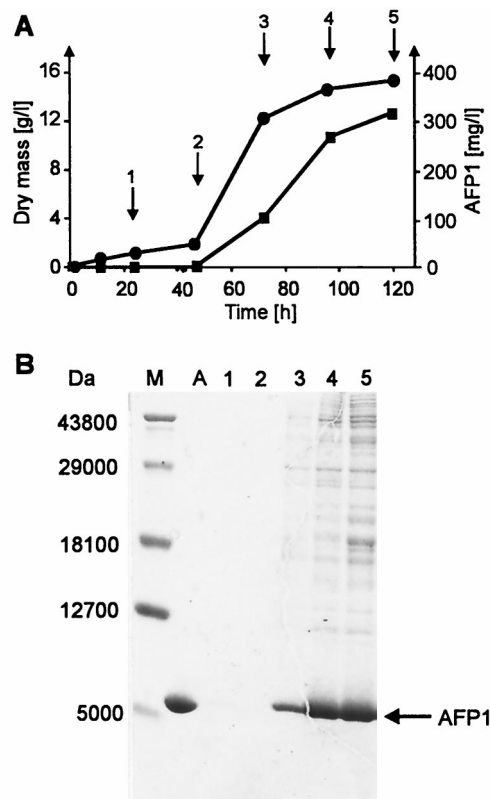 A
3 4 5
16 400
2
12 300
1
Dry mass [g/l]
8 200
AFP1 [mg/l]
4 100
0 0
0 20 40 60 80 100 120
Time [h]
B
Da M A 1 2 3 4 5
43800
29000
18100
12700
5000
AFP1